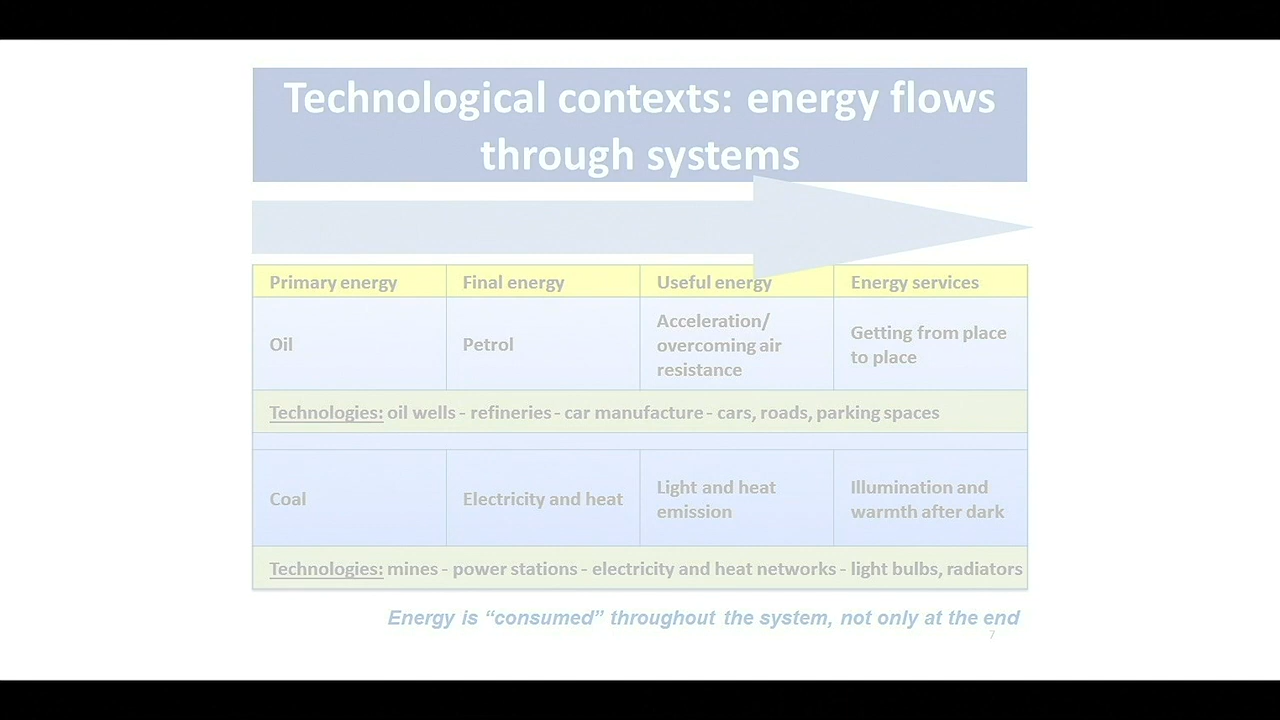 Technological contexts: energy flows
through systems
Primary energy
Final energy
Useful energy
Energy services
Oil
Petrol
Acceleration/
overcoming air
resistance
Getting from place
to place
Technologies: oil wells - refineries - car manufacture - cars, roads, parking spaces
Coal
Electricity and heat
Light and heat
emission
Illumination and
warmth after dark
Technologies: mines - power stations - electricity and heat networks - light bulbs, radiators
Energy is “consumed” throughout the system, not only at the end
7